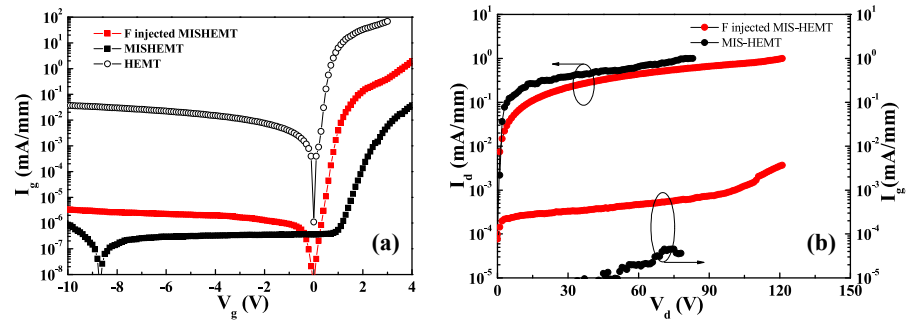 10²
10¹
10⁰
10⁻¹
10⁻²
10⁻³
10⁻⁴
10⁻⁵
10⁻⁶
10⁻⁷
10⁻⁸
I_g (mA/mm)
F injected MISHEMT
MISHEMT
HEMT
(a)
-10 -8 -6 -4 -2 0 2 4
V_g (V)
F injected MIS-HEMT
MIS-HEMT
10¹
10⁰
10⁻¹
10⁻²
10⁻³
10⁻⁴
10⁻⁵
I_d (mA/mm)
10¹
10⁰
10⁻¹
10⁻²
10⁻³
10⁻⁴
10⁻⁵
I_g (mA/mm)
(b)
0 30 60 90 120 150
V_d (V)